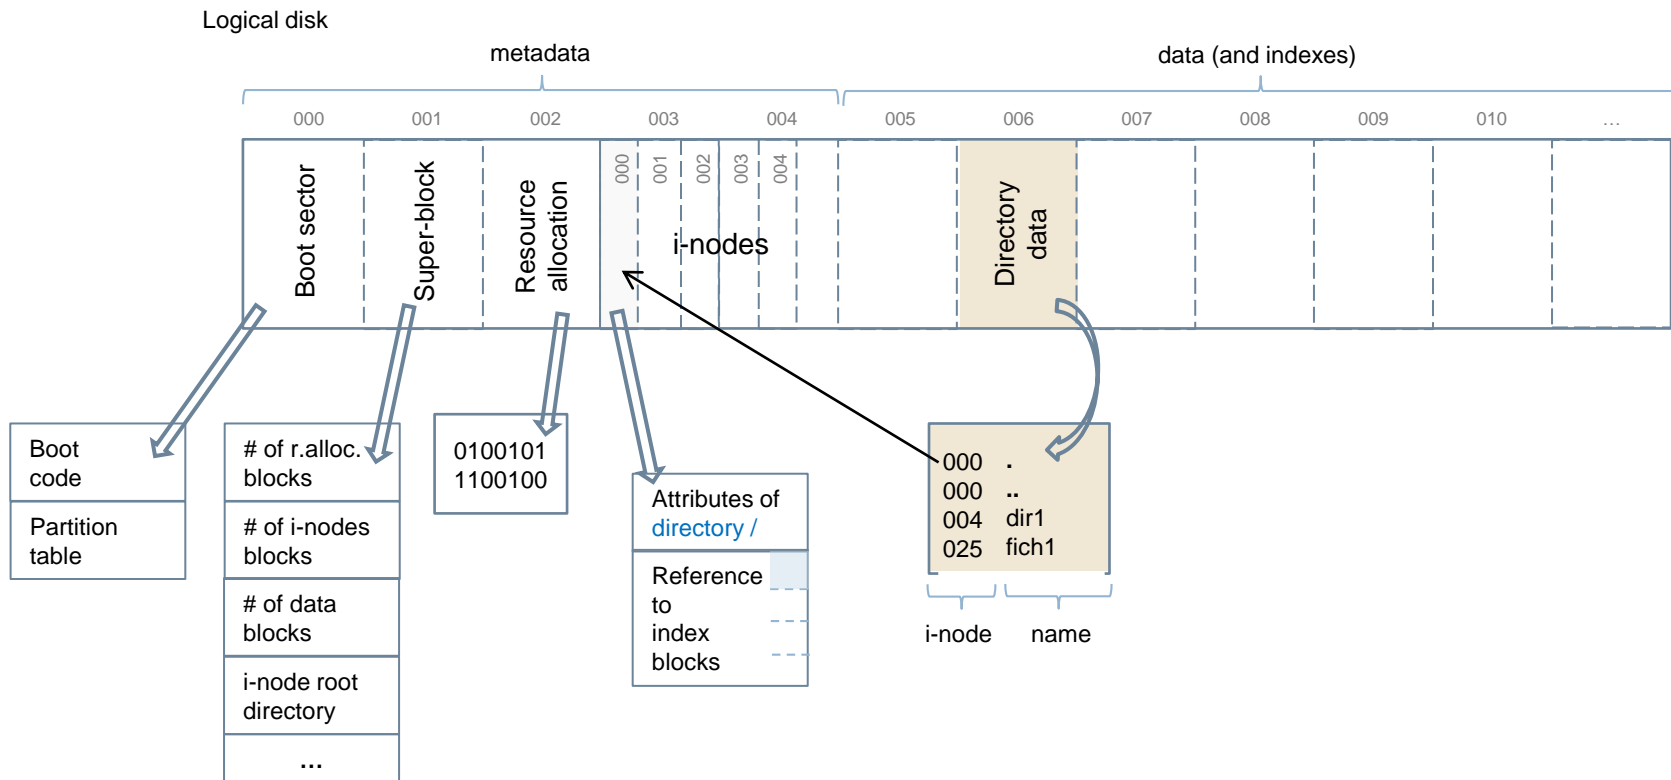 Logical disk
metadata
data (and indexes)
000 001 002 003 004 005 006 007 008 009 010 ...
000 001 002 003 004
Boot sector
Super-block
Resource
allocation
i-nodes
Directory
data
Boot
code
Partition
table
# of r.alloc.
blocks
# of i-nodes
blocks
# of data
blocks
i-node root
directory
...
0100101
1100100
Attributes of
directory /
Reference
to
index
blocks
000 .
000 ..
004 dir1
025 fich1
i-node name